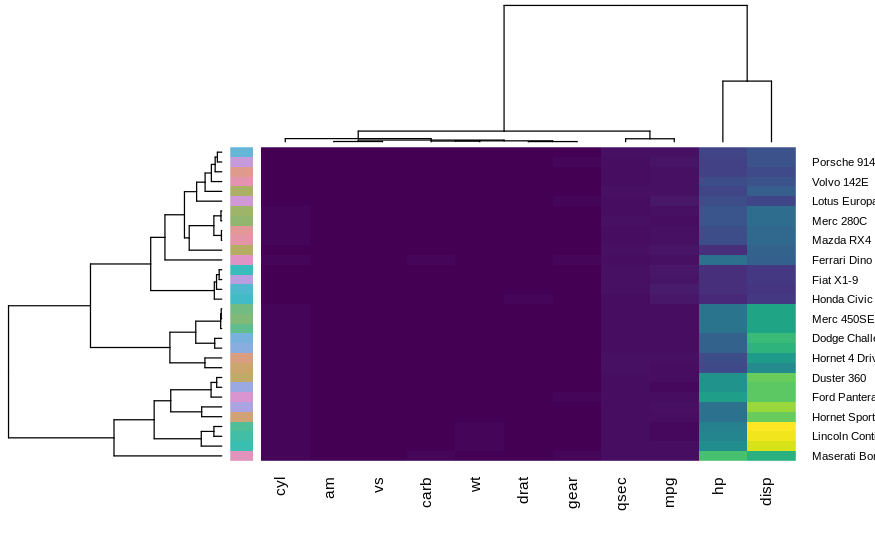 Porsche 914
Volvo 142E
Lotus Europa
Merc 280C
Mazda RX4
Ferrari Dino
Fiat X1-9
Honda Civic
Merc 450SE
Dodge Challe
Hornet 4 Driv
Duster 360
Ford Pantera
Hornet Sport
Lincoln Conti
Maserati Bor
cyl
am
vs
carb
wt
drat
gear
qsec
mpg
hp
disp